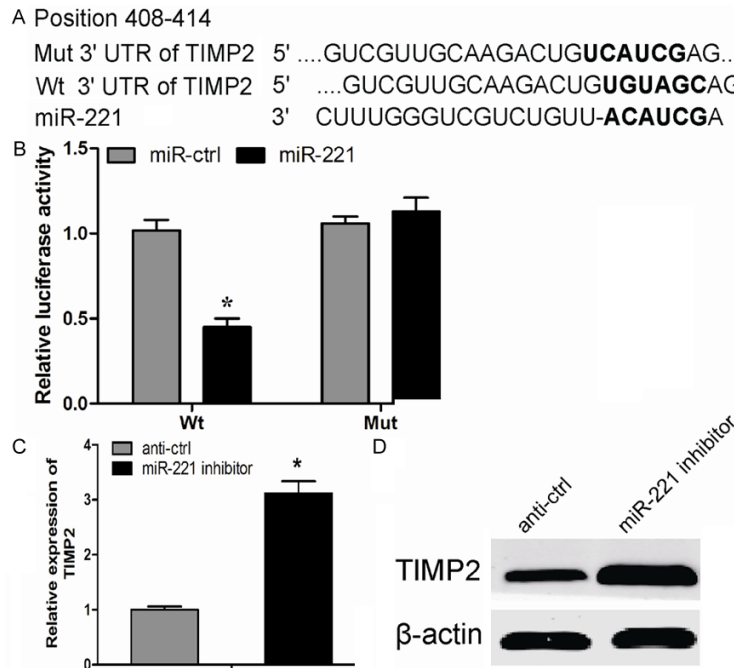 A Position 408-414
Mut 3' UTR of TIMP2 5' ....GUCGUUGCAAGACUGUCAUCGAG..
Wt 3' UTR of TIMP2 5' ....GUCGUUGCAAGACUGUGUAGCAG
miR-221 3' CUUUGGGUCGUCUGUU-ACAUCGA
B
1.5
miR-ctrl miR-221
Relative luciferase activity
1.0
*
0.5
0.0
Wt Mut
C
4
anti-ctrl
miR-221 inhibitor
*
Relative expression of
TIMP2
3
2
1
0
D
anti-ctrl miR-221 inhibitor
TIMP2
β-actin